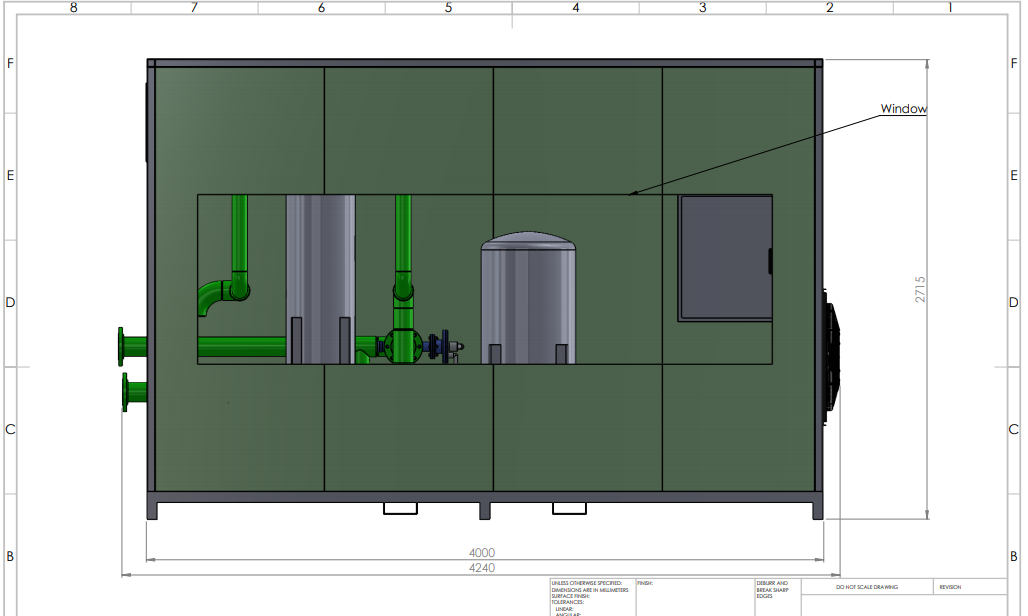 8 7 6 5 4 3 2 1
F F
Window
E E
D D
2715
C C
4000
4240
B B
UNLESS OTHERWISE SPECIFIED: FINISH: DEBURR AND DO NOT SCALE DRAWING REVISION
DIMENSIONS ARE IN MILLIMETERS BREAK SHARP
SURFACE FINISH: EDGES
TOLERANCES:
LINEAR:
ANGULAR: